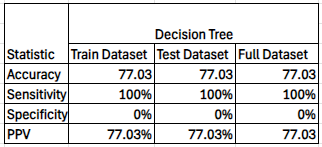 Decision Tree
Statistic Train Dataset Test Dataset Full Dataset
Accuracy 77.03 77.03 77.03
Sensitivity 100% 100% 100%
Specificity 0% 0% 0%
PPV 77.03% 77.03% 77.03